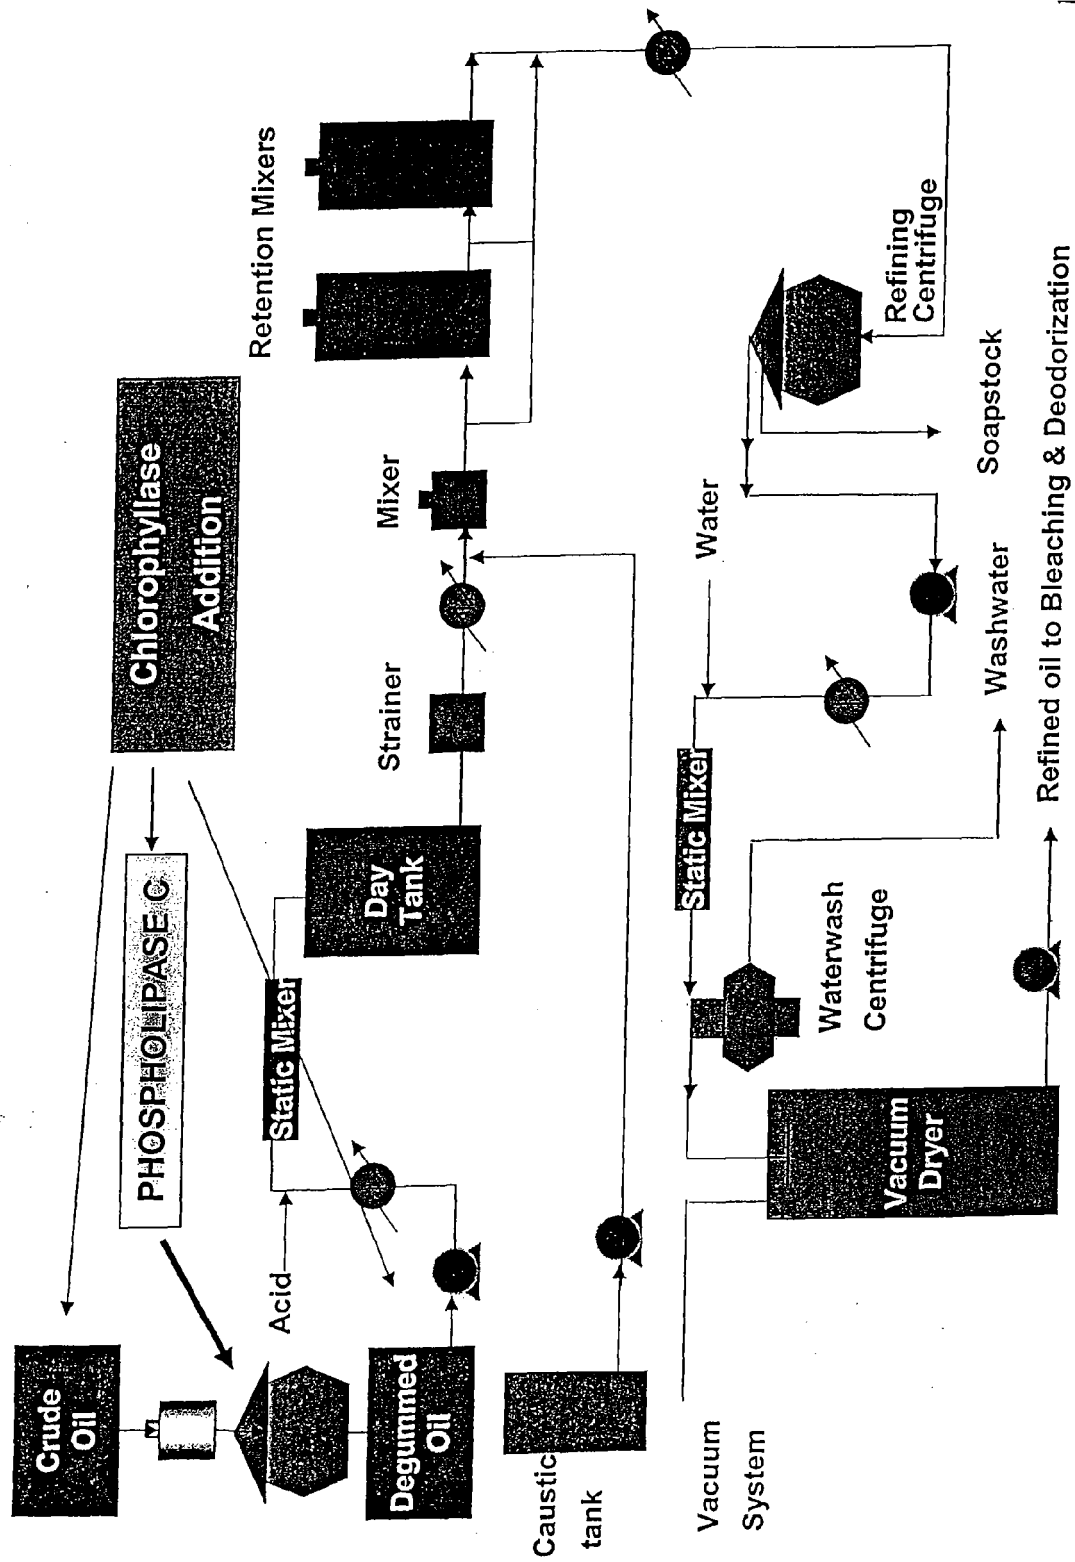 Crude
Oil
PHOSPHOLIPASE C
Chlorophyllase
Addition
Retention Mixers
Acid
Static Mixer
Degummed
Oil
Day
Tank
Strainer
Mixer
Caustic
tank
Vacuum
System
Static Mixer
Water
Refining
Centrifuge
Waterwash
Centrifuge
Vacuum
Dryer
Soapstock
Washwater
Refined oil to Bleaching & Deodorization